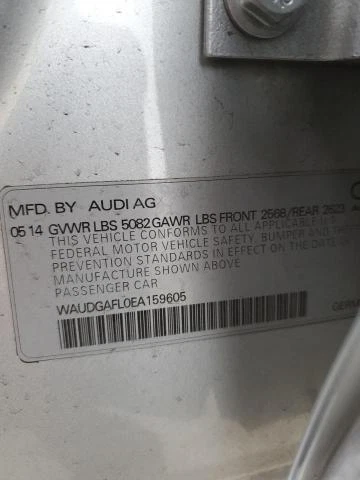 MFD. BY AUDI AG
05 14 GVWR LBS 5082 GAWR LBS FRONT 2568/REAR 2623
THIS VEHICLE CONFORMS TO ALL APPLICABLE U.S.
FEDERAL MOTOR VEHICLE SAFETY, BUMPER AND
THEFT PREVENTION STANDARDS IN EFFECT ON DATE OF
MANUFACTURE SHOWN ABOVE
PASSENGER CAR
WAUDGAFL0EA159605